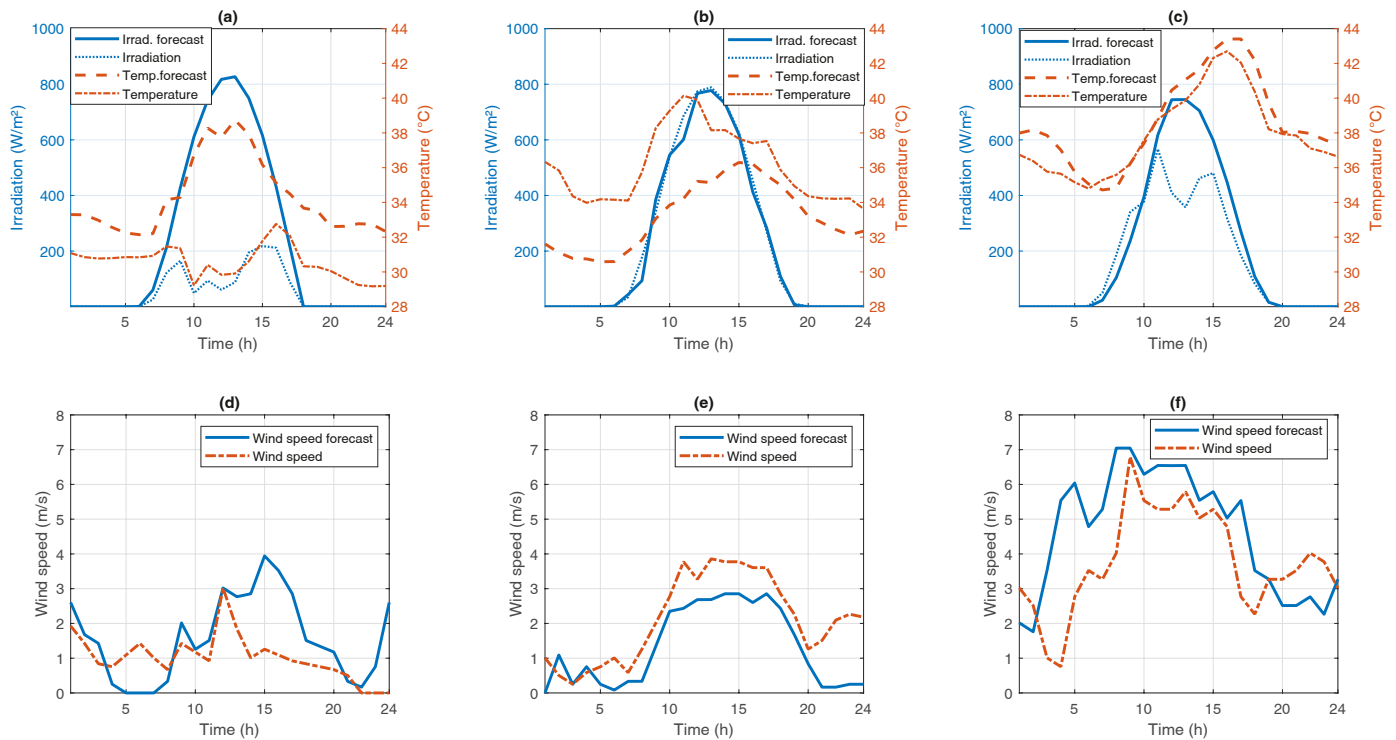 (a)
1000
800
600
400
200
Irradiation (W/m²)
Irrad. forecast
Irradiation
Temp.forecast
Temperature
44
42
40
38
36
34
32
30
28
Temperature (°C)
5
10
15
20
24
Time (h)
(b)
1000
800
600
400
200
Irradiation (W/m²)
Irrad. forecast
Irradiation
Temp.forecast
Temperature
44
42
40
38
36
34
32
30
28
Temperature (°C)
5
10
15
20
24
Time (h)
(c)
1000
800
600
400
200
Irradiation (W/m²)
Irrad. forecast
Irradiation
Temp.forecast
Temperature
44
42
40
38
36
34
32
30
28
Temperature (°C)
5
10
15
20
24
Time (h)
(d)
8
7
6
5
4
3
2
1
0
Wind speed (m/s)
Wind speed forecast
Wind speed
5
10
15
20
24
Time (h)
(e)
8
7
6
5
4
3
2
1
0
Wind speed (m/s)
Wind speed forecast
Wind speed
5
10
15
20
24
Time (h)
(f)
8
7
6
5
4
3
2
1
0
Wind speed (m/s)
Wind speed forecast
Wind speed
5
10
15
20
24
Time (h)